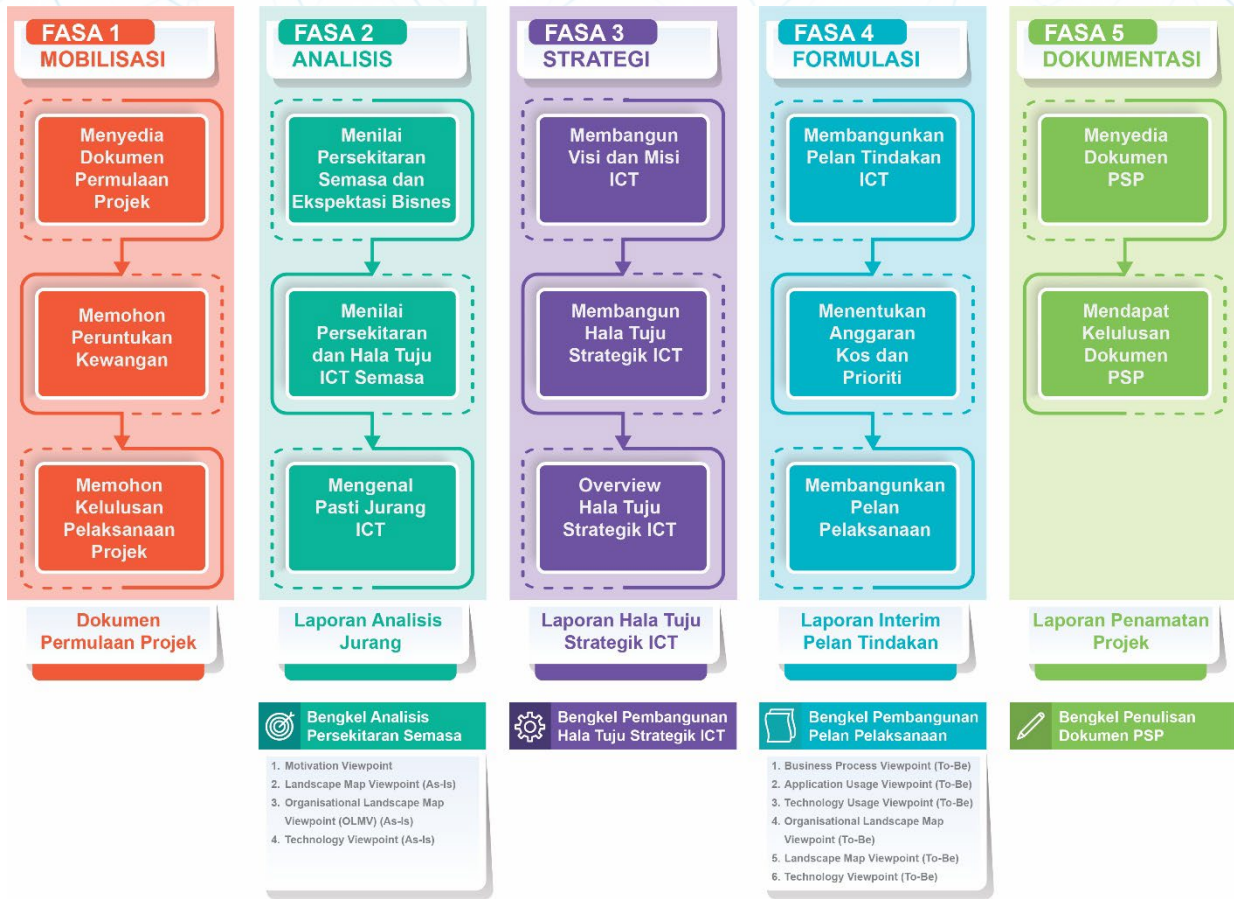 FASA 1
MOBILISASI
Menyedia
Dokumen
Permulaan
Projek
Memohon
Peruntukan
Kewangan
Memohon
Kelulusan
Pelaksanaan
Projek
Dokumen
Permulaan Projek
FASA 2
ANALISIS
Menilai
Persekitaran
Semasa dan
Ekspektasi Bisnes
Menilai
Persekitaran
dan Hala Tuju
ICT Semasa
Mengenal
Pasti Jurang
ICT
Laporan Analisis
Jurang
Bengkel Analisis
Persekitaran Semasa
1. Motivation Viewpoint
2. Landscape Map Viewpoint (As-Is)
3. Organisational Landscape Map
Viewpoint (OLMV) (As-Is)
4. Technology Viewpoint (As-Is)
FASA 3
STRATEGI
Membangun
Visi dan Misi
ICT
Membangun
Hala Tuju
Strategik ICT
Overview
Hala Tuju
Strategik ICT
Laporan Hala Tuju
Strategik ICT
Bengkel Pembangunan
Hala Tuju Strategik ICT
FASA 4
FORMULASI
Membangunkan
Pelan Tindakan
ICT
Menentukan
Anggaran
Kos dan
Prioriti
Membangunkan
Pelan
Pelaksanaan
Laporan Interim
Pelan Tindakan
Bengkel Pembangunan
Pelan Pelaksanaan
1. Business Process Viewpoint (To-Be)
2. Application Usage Viewpoint (To-Be)
3. Technology Usage Viewpoint (To-Be)
4. Organisational Landscape Map
Viewpoint (To-Be)
5. Landscape Map Viewpoint (To-Be)
6. Technology Viewpoint (To-Be)
FASA 5
DOKUMENTASI
Menyedia
Dokumen
PSP
Mendapat
Kelulusan
Dokumen
PSP
Laporan Penamatan
Projek
Bengkel Penulisan
Dokumen PSP